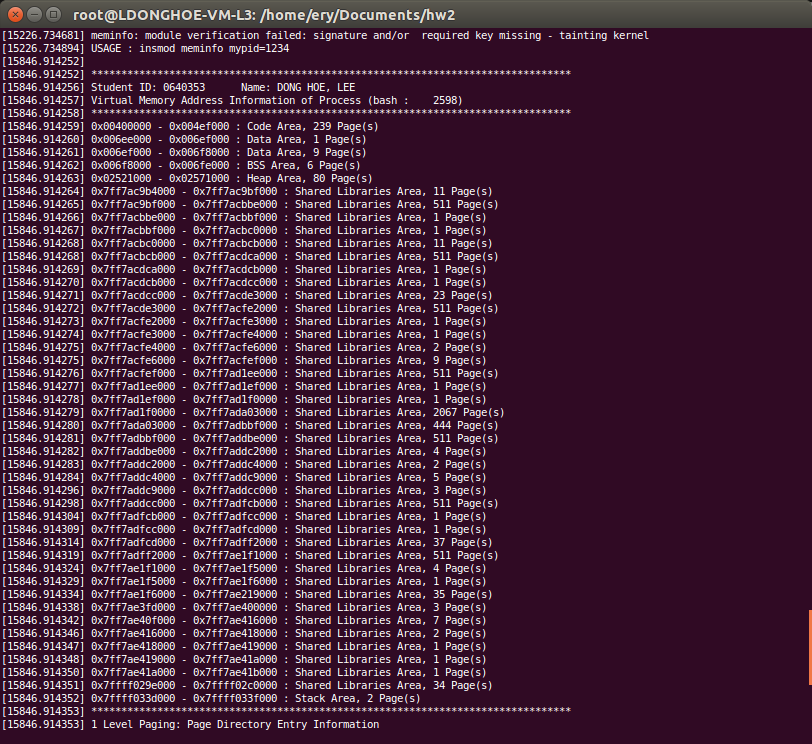 root@LDONGHOE-VM-L3: /home/ery/Documents/hw2
[15226.734681] meminfo: module verification failed: signature and/or  required key missing - tainting kernel
[15226.734894] USAGE : insmod meminfo mypid=1234
[15846.914252]
[15846.914252] ********************************************************************************
[15846.914256] Student ID: 0640353      Name: DONG HOE, LEE
[15846.914257] Virtual Memory Address Information of Process (bash :    2598)
[15846.914258] ********************************************************************************
[15846.914259] 0x00400000 - 0x004ef000 : Code Area, 239 Page(s)
[15846.914260] 0x006ee000 - 0x006ef000 : Data Area, 1 Page(s)
[15846.914261] 0x006ef000 - 0x006f8000 : Data Area, 9 Page(s)
[15846.914262] 0x006f8000 - 0x006fe000 : BSS Area, 6 Page(s)
[15846.914263] 0x02521000 - 0x02571000 : Heap Area, 80 Page(s)
[15846.914264] 0x7ff7ac9b4000 - 0x7ff7ac9bf000 : Shared Libraries Area, 11 Page(s)
[15846.914265] 0x7ff7ac9bf000 - 0x7ff7acbbe000 : Shared Libraries Area, 511 Page(s)
[15846.914266] 0x7ff7acbbe000 - 0x7ff7acbbf000 : Shared Libraries Area, 1 Page(s)
[15846.914267] 0x7ff7acbbf000 - 0x7ff7acbc0000 : Shared Libraries Area, 1 Page(s)
[15846.914268] 0x7ff7acbc0000 - 0x7ff7acbcb000 : Shared Libraries Area, 11 Page(s)
[15846.914268] 0x7ff7acbcb000 - 0x7ff7acdca000 : Shared Libraries Area, 511 Page(s)
[15846.914269] 0x7ff7acdca000 - 0x7ff7acdcb000 : Shared Libraries Area, 1 Page(s)
[15846.914270] 0x7ff7acdcb000 - 0x7ff7acdcc000 : Shared Libraries Area, 1 Page(s)
[15846.914271] 0x7ff7acdcc000 - 0x7ff7acde3000 : Shared Libraries Area, 23 Page(s)
[15846.914272] 0x7ff7acde3000 - 0x7ff7acfe2000 : Shared Libraries Area, 511 Page(s)
[15846.914273] 0x7ff7acfe2000 - 0x7ff7acfe3000 : Shared Libraries Area, 1 Page(s)
[15846.914274] 0x7ff7acfe3000 - 0x7ff7acfe4000 : Shared Libraries Area, 1 Page(s)
[15846.914275] 0x7ff7acfe4000 - 0x7ff7acfe6000 : Shared Libraries Area, 2 Page(s)
[15846.914275] 0x7ff7acfe6000 - 0x7ff7acfef000 : Shared Libraries Area, 9 Page(s)
[15846.914276] 0x7ff7acfef000 - 0x7ff7ad1ee000 : Shared Libraries Area, 511 Page(s)
[15846.914277] 0x7ff7ad1ee000 - 0x7ff7ad1ef000 : Shared Libraries Area, 1 Page(s)
[15846.914278] 0x7ff7ad1ef000 - 0x7ff7ad1f0000 : Shared Libraries Area, 1 Page(s)
[15846.914279] 0x7ff7ad1f0000 - 0x7ff7ada03000 : Shared Libraries Area, 2067 Page(s)
[15846.914280] 0x7ff7ada03000 - 0x7ff7adbbf000 : Shared Libraries Area, 444 Page(s)
[15846.914281] 0x7ff7adbbf000 - 0x7ff7addbe000 : Shared Libraries Area, 511 Page(s)
[15846.914282] 0x7ff7addbe000 - 0x7ff7addc2000 : Shared Libraries Area, 4 Page(s)
[15846.914283] 0x7ff7addc2000 - 0x7ff7addc4000 : Shared Libraries Area, 2 Page(s)
[15846.914284] 0x7ff7addc4000 - 0x7ff7addc9000 : Shared Libraries Area, 5 Page(s)
[15846.914296] 0x7ff7addc9000 - 0x7ff7addcc000 : Shared Libraries Area, 3 Page(s)
[15846.914298] 0x7ff7addcc000 - 0x7ff7adfcb000 : Shared Libraries Area, 511 Page(s)
[15846.914304] 0x7ff7adfcb000 - 0x7ff7adfcc000 : Shared Libraries Area, 1 Page(s)
[15846.914309] 0x7ff7adfcc000 - 0x7ff7adfcd000 : Shared Libraries Area, 1 Page(s)
[15846.914314] 0x7ff7adfcd000 - 0x7ff7adff2000 : Shared Libraries Area, 37 Page(s)
[15846.914319] 0x7ff7adff2000 - 0x7ff7ae1f1000 : Shared Libraries Area, 511 Page(s)
[15846.914324] 0x7ff7ae1f1000 - 0x7ff7ae1f5000 : Shared Libraries Area, 4 Page(s)
[15846.914329] 0x7ff7ae1f5000 - 0x7ff7ae1f6000 : Shared Libraries Area, 1 Page(s)
[15846.914334] 0x7ff7ae1f6000 - 0x7ff7ae219000 : Shared Libraries Area, 35 Page(s)
[15846.914338] 0x7ff7ae3fd000 - 0x7ff7ae400000 : Shared Libraries Area, 3 Page(s)
[15846.914342] 0x7ff7ae40f000 - 0x7ff7ae416000 : Shared Libraries Area, 7 Page(s)
[15846.914346] 0x7ff7ae416000 - 0x7ff7ae418000 : Shared Libraries Area, 2 Page(s)
[15846.914347] 0x7ff7ae418000 - 0x7ff7ae419000 : Shared Libraries Area, 1 Page(s)
[15846.914348] 0x7ff7ae419000 - 0x7ff7ae41a000 : Shared Libraries Area, 1 Page(s)
[15846.914350] 0x7ff7ae41a000 - 0x7ff7ae41b000 : Shared Libraries Area, 1 Page(s)
[15846.914351] 0x7ffff029e000 - 0x7ffff02c0000 : Shared Libraries Area, 34 Page(s)
[15846.914352] 0x7ffff033d000 - 0x7ffff033f000 : Stack Area, 2 Page(s)
[15846.914353] ********************************************************************************
[15846.914353] 1 Level Paging: Page Directory Entry Information